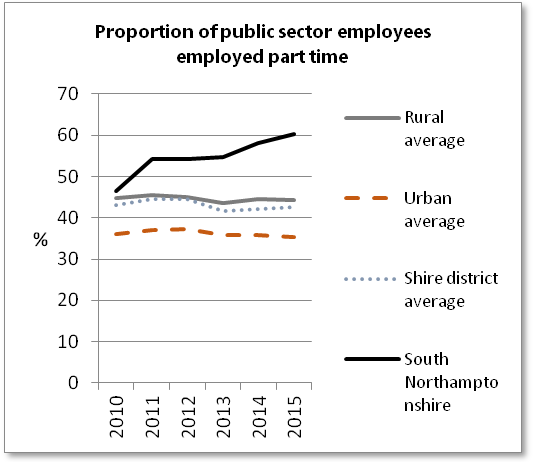 Proportion of public sector employees
employed part time
70
60
50
40
30
20
10
0
%
2010
2011
2012
2013
2014
2015
Rural
average
Urban
average
Shire district
average
South
Northampto
nshire